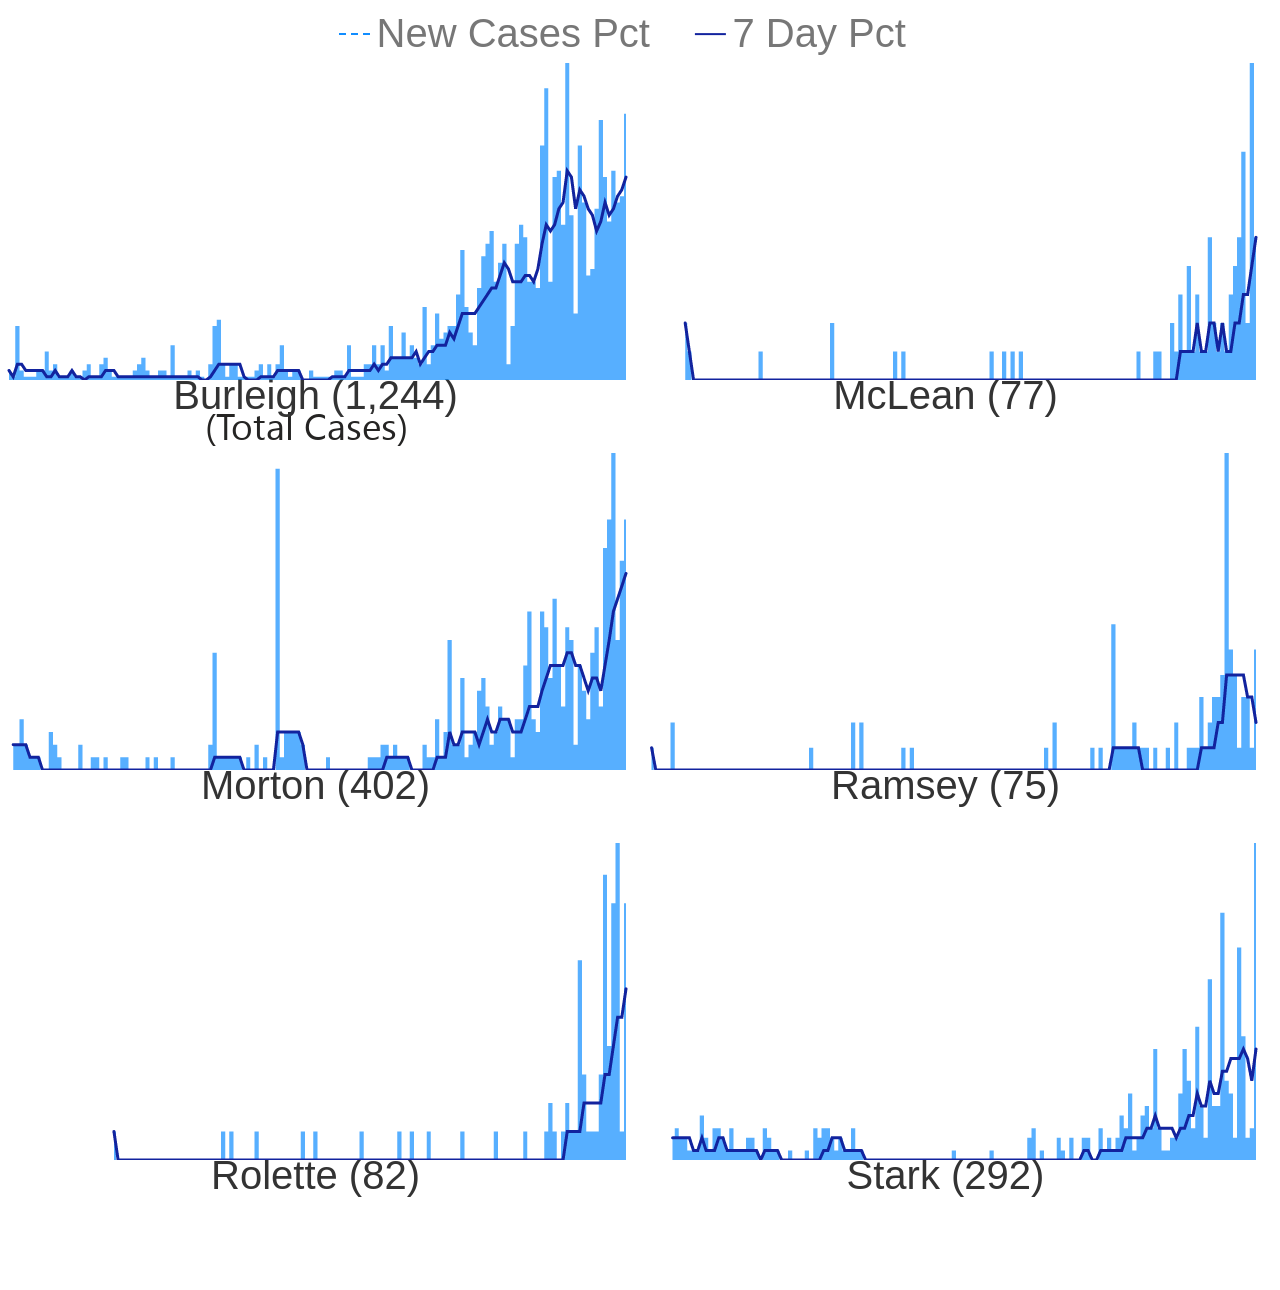 New Cases Pct 7 Day Pct
Burleigh (1,244) McLean (77)
(Total Cases)
Morton (402) Ramsey (75)
Rolette (82) Stark (292)